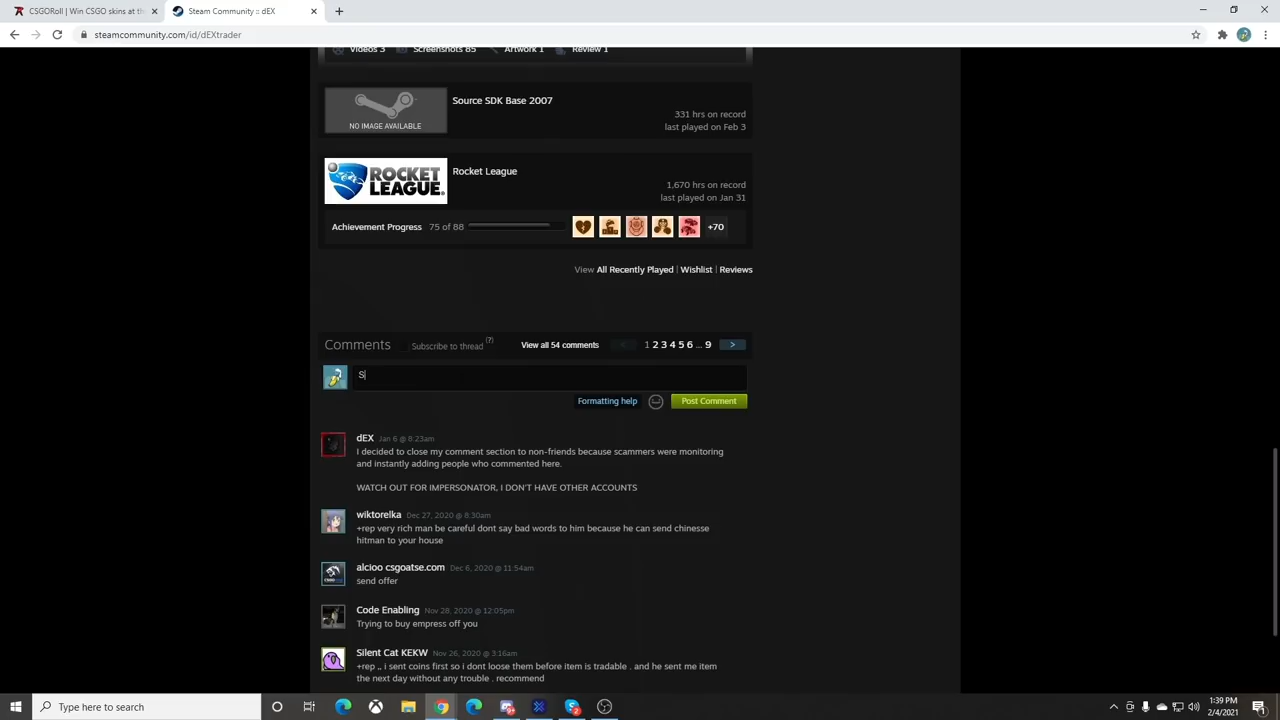 CSGORoll | Win CSGO skins at th
Steam Community :: dEX
steamcommunity.com/id/dEXtrader
Videos 3 Screenshots 85 Artwork 1 Review 1
NO IMAGE AVAILABLE
Source SDK Base 2007
331 hrs on record
last played on Feb 3
ROCKET
LEAGUE.
Rocket League
1,670 hrs on record
last played on Jan 31
Achievement Progress 75 of 88 +70
View All Recently Played | Wishlist | Reviews
Comments Subscribe to thread (?) View all 54 comments < 1 2 3 4 5 6 ... 9 >
S
Formatting help Post Comment
dEX Jan 6 @ 8:23am
I decided to close my comment section to non-friends because scammers were monitoring
and instantly adding people who commented here.
WATCH OUT FOR IMPERSONATOR, I DON'T HAVE OTHER ACCOUNTS
wiktorelka Dec 27, 2020 @ 8:30am
+rep very rich man be careful dont say bad words to him because he can send chinesse
hitman to your house
alcioo csgoatse.com Dec 6, 2020 @ 11:54am
send offer
Code Enabling Nov 28, 2020 @ 12:05pm
Trying to buy empress off you
Silent Cat KEKW Nov 26, 2020 @ 3:16am
+rep ,, i sent coins first so i dont loose them before item is tradable . and he sent me item
the next day without any trouble . recommend
Type here to search
1:39 PM
2/4/2021